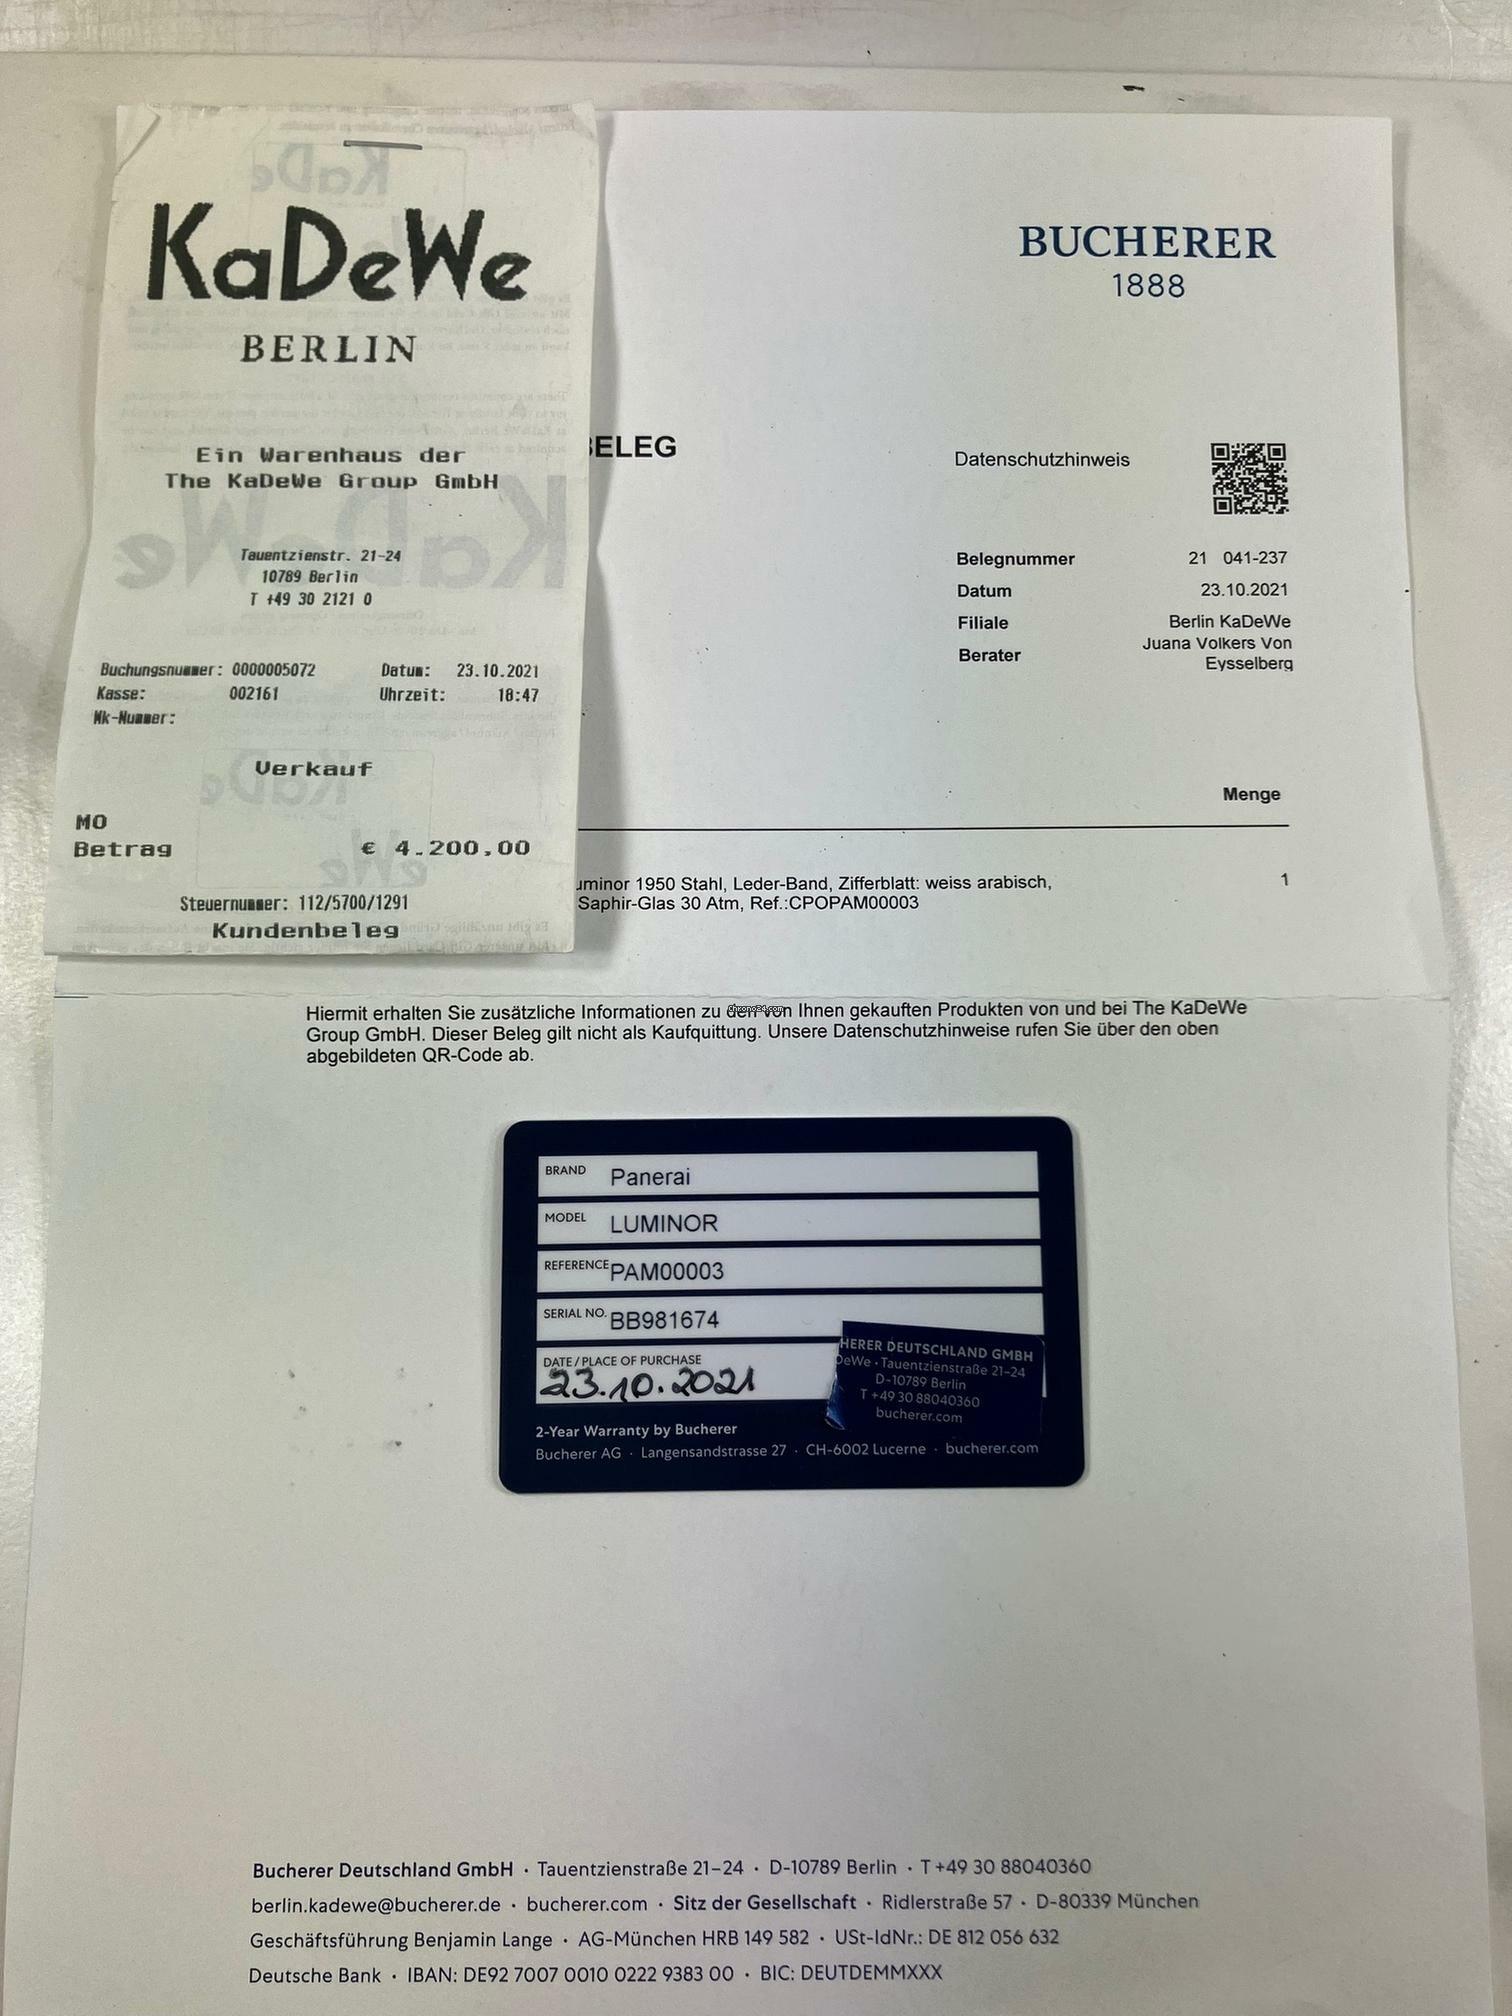 KaDeWe
BERLIN
Ein Warenhaus der
The KaDeWe Group GmbH
Tauentzienstr. 21-24
10789 Berlin
T +49 30 2121 0
Buchungsnummer: 0000005072 Datum: 23.10.2021
Kasse: 002161 Uhrzeit: 18:47
Wk-Nummer:
Verkauf
MO
Betrag € 4.200,00
Steuernummer: 112/5700/1291
Kundenbeleg
BUCHERER
1888
BELEG
Datenschutzhinweis
Belegnummer 21 041-237
Datum 23.10.2021
Filiale Berlin KaDeWe
Berater Juana Volkers Von
Eysselberg
Menge
uminor 1950 Stahl, Leder-Band, Zifferblatt: weiss arabisch, 1
Saphir-Glas 30 Atm, Ref.:CPOPAM00003
Hiermit erhalten Sie zusätzliche Informationen zu den von Ihnen gekauften Produkten von und bei The KaDeWe
Group GmbH. Dieser Beleg gilt nicht als Kaufquittung. Unsere Datenschutzhinweise rufen Sie über den oben
abgebildeten QR-Code ab.
Chrono24.com
BRAND Panerai
MODEL LUMINOR
REFERENCE PAM00003
SERIAL NO. BB981674
DATE / PLACE OF PURCHASE
23.10.2021
HERER DEUTSCHLAND GMBH
DeWe · Tauentzienstraße 21-24
D-10789 Berlin
T +49 30 88040360
bucherer.com
2-Year Warranty by Bucherer
Bucherer AG · Langensandstrasse 27 · CH-6002 Lucerne · bucherer.com
Bucherer Deutschland GmbH · Tauentzienstraße 21–24 · D-10789 Berlin · T +49 30 88040360
berlin.kadewe@bucherer.de · bucherer.com · Sitz der Gesellschaft · Ridlerstraße 57 · D-80339 München
Geschäftsführung Benjamin Lange · AG-München HRB 149 582 · USt-IdNr.: DE 812 056 632
Deutsche Bank · IBAN: DE92 7007 0010 0222 9383 00 · BIC: DEUTDEMMXXX